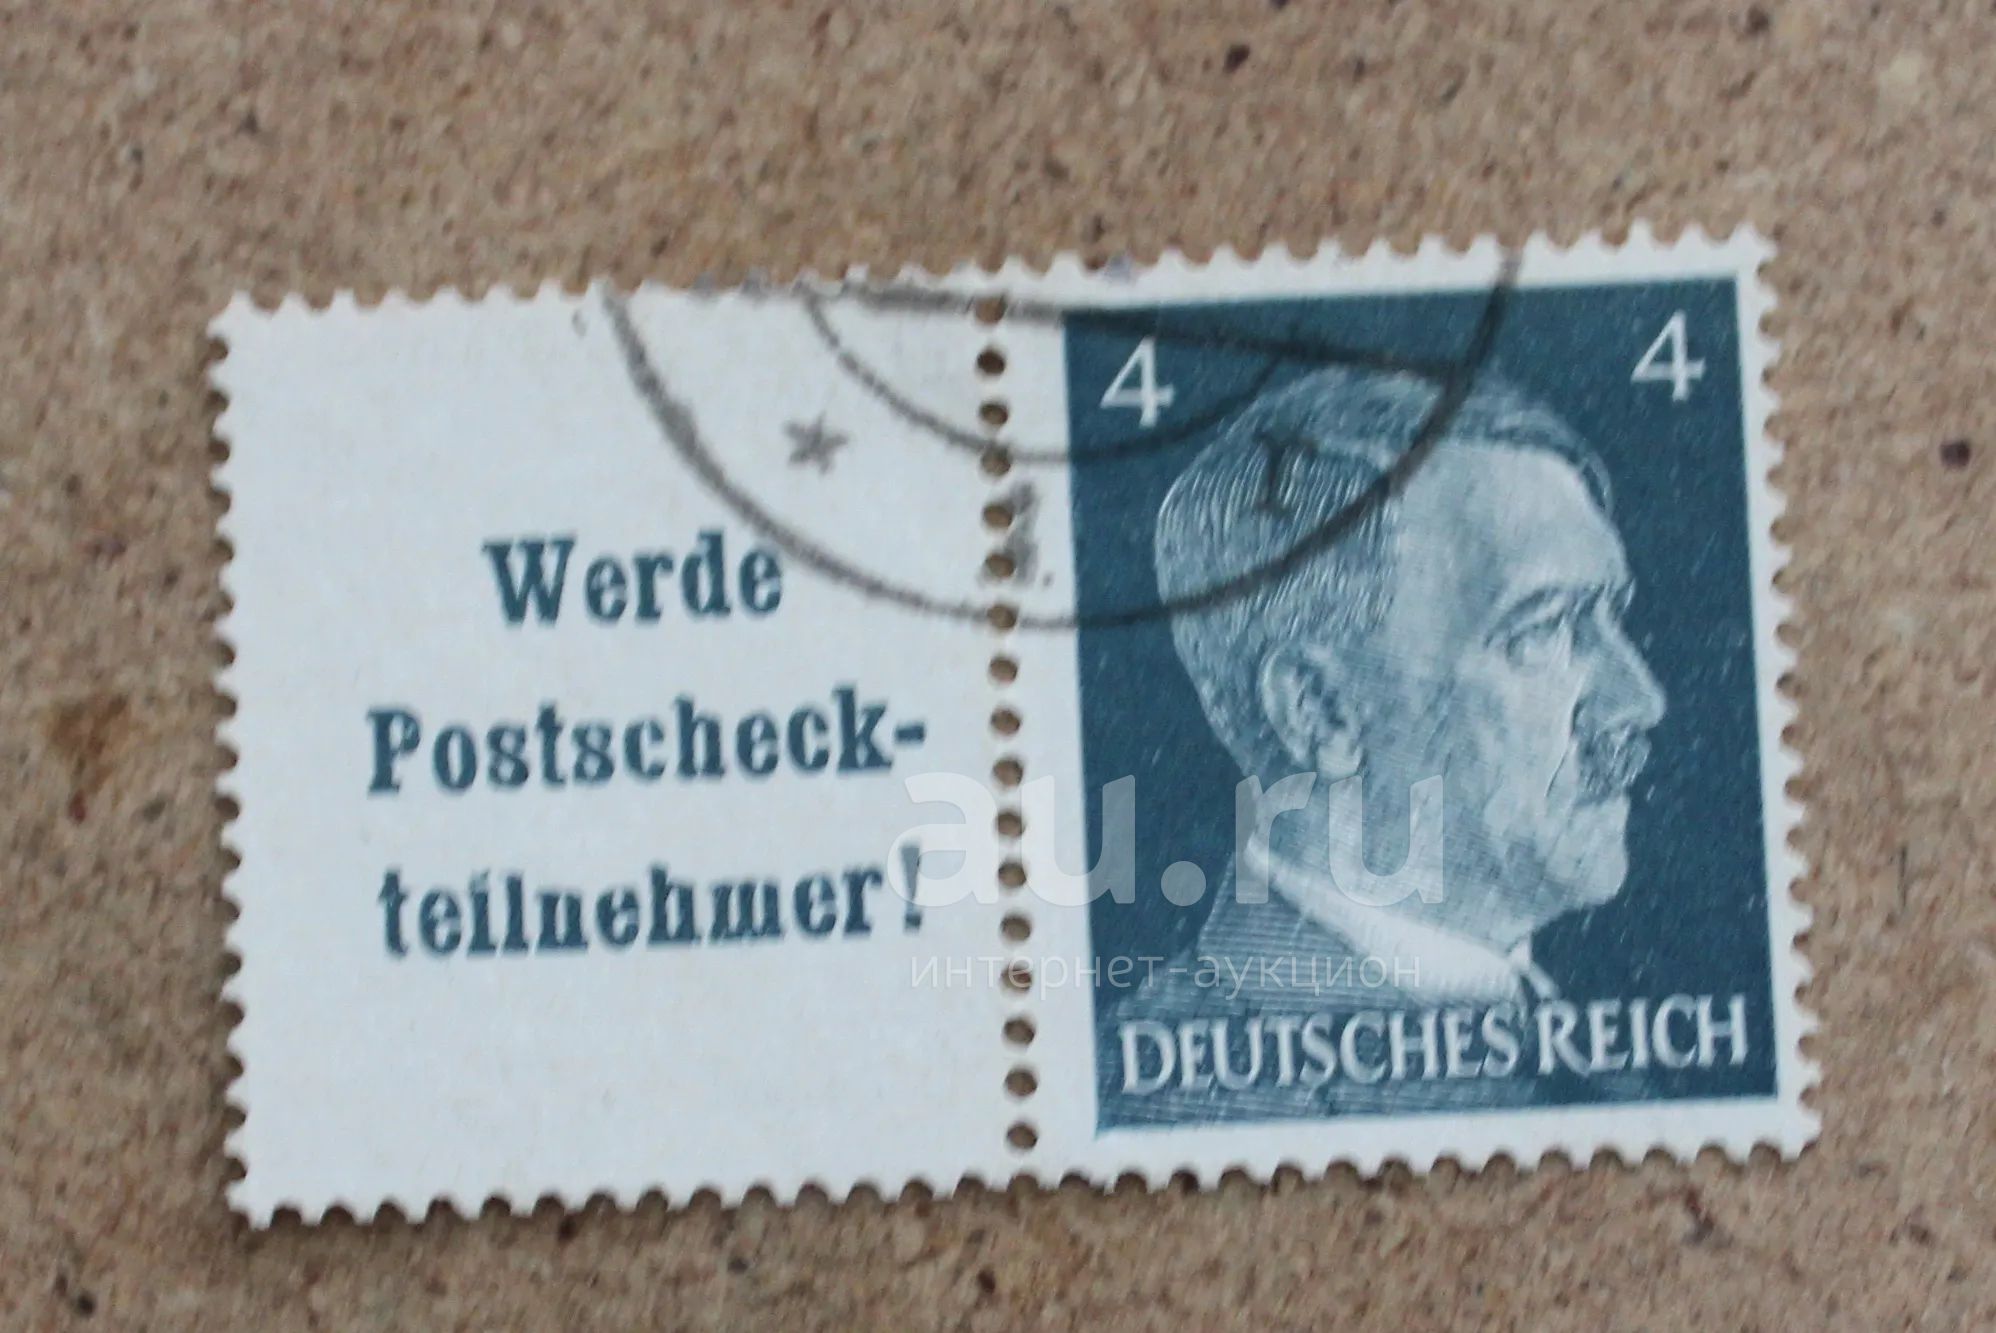 Werde
Postscheck-
teilnehmer!
4 4
DEUTSCHES REICH
au.ru
интернет-аукцион